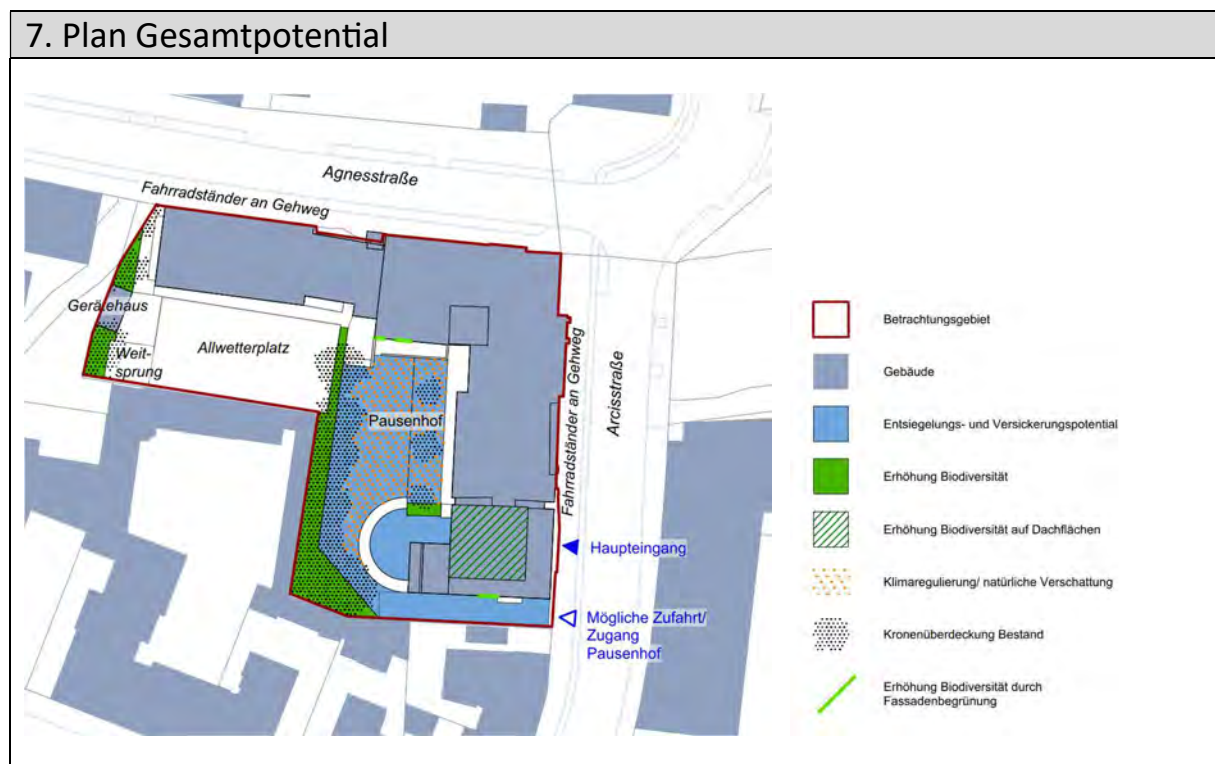 7. Plan Gesamtpotential
Agnesstraße
Fahrradständer an Gehweg
Gerätehaus
Weit-
sprung
Allwetterplatz
Pausenhof
Fahrradständer an Gehweg
Arcisstraße
Haupteingang
Mögliche Zufahrt/
Zugang
Pausenhof
Betrachtungsgebiet
Gebäude
Entsiegelungs- und Versickerungspotential
Erhöhung Biodiversität
Erhöhung Biodiversität auf Dachflächen
Klimaregulierung/ natürliche Verschattung
Kronenüberdeckung Bestand
Erhöhung Biodiversität durch
Fassadenbegrünung